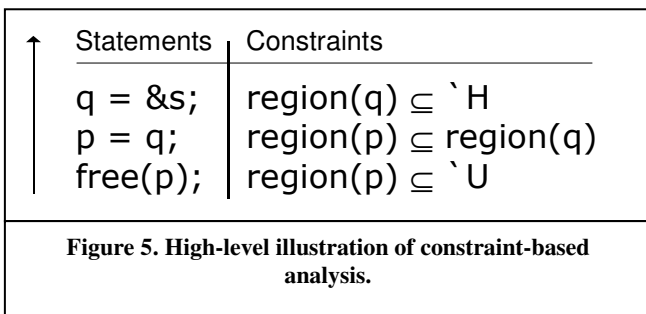 Statements Constraints
q = &s; region(q) ⊆ `H
p = q; region(p) ⊆ region(q)
free(p); region(p) ⊆ `U
Figure 5. High-level illustration of constraint-based
analysis.